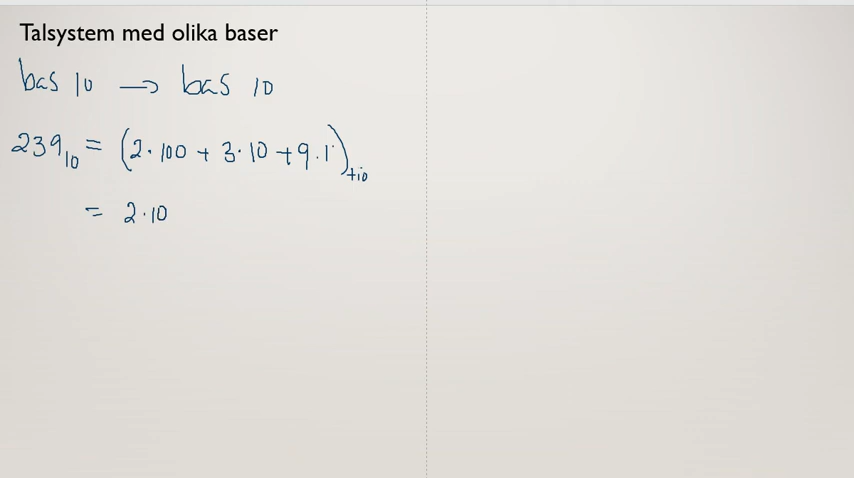 Talsystem med olika baser
bas 10 → bas 10
239₁₀ = (2·100 + 3·10 + 9·1)ₜᵢₒ
= 2·10